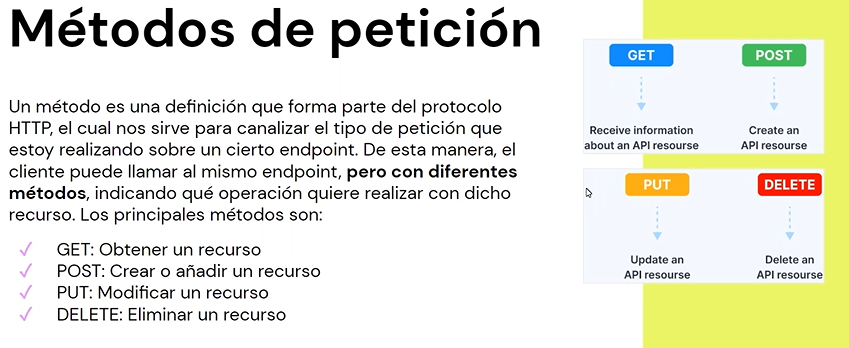 Métodos de petición
Un método es una definición que forma parte del protocolo
HTTP, el cual nos sirve para canalizar el tipo de petición que
estoy realizando sobre un cierto endpoint. De esta manera, el
cliente puede llamar al mismo endpoint, pero con diferentes
métodos, indicando qué operación quiere realizar con dicho
recurso. Los principales métodos son:
GET: Obtener un recurso
POST: Crear o añadir un recurso
PUT: Modificar un recurso
DELETE: Eliminar un recurso
GET
Receive information
about an API resourse
POST
Create an
API resourse
PUT
Update an
API resourse
DELETE
Delete an
API resourse